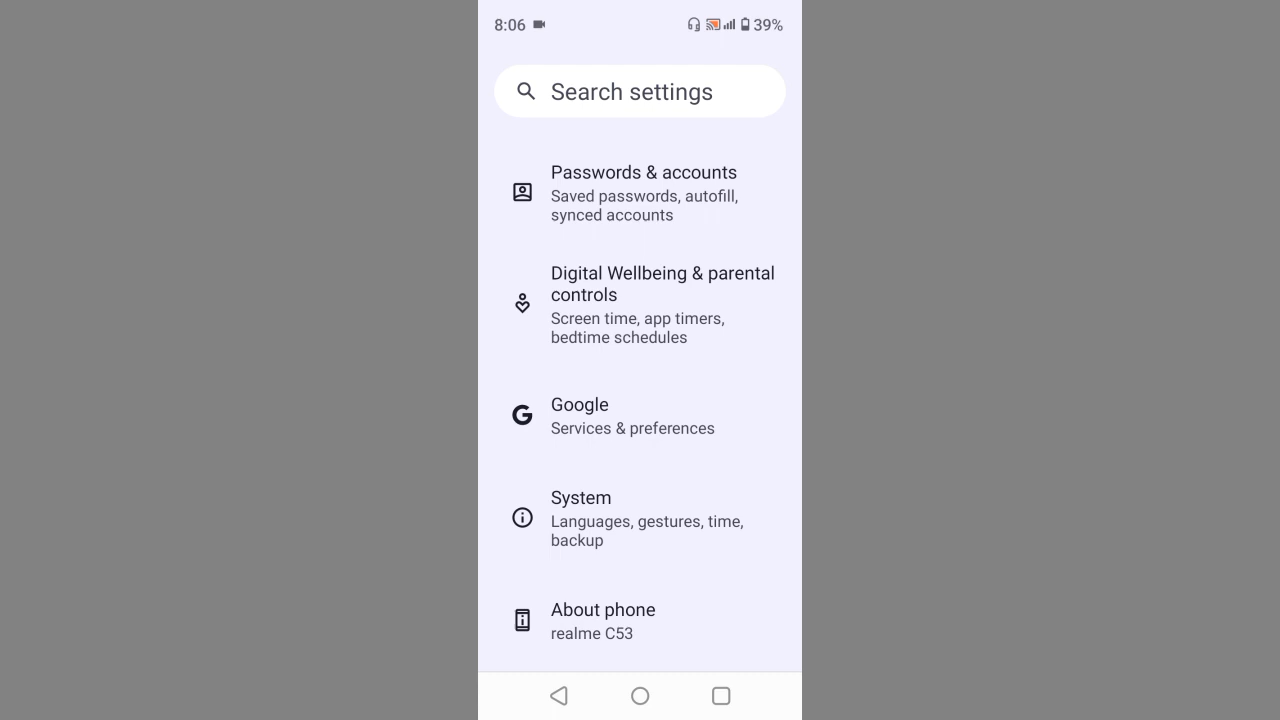 8:06
39%
Search settings
Passwords & accounts
Saved passwords, autofill,
synced accounts
Digital Wellbeing & parental
controls
Screen time, app timers,
bedtime schedules
Google
Services & preferences
System
Languages, gestures, time,
backup
About phone
realme C53